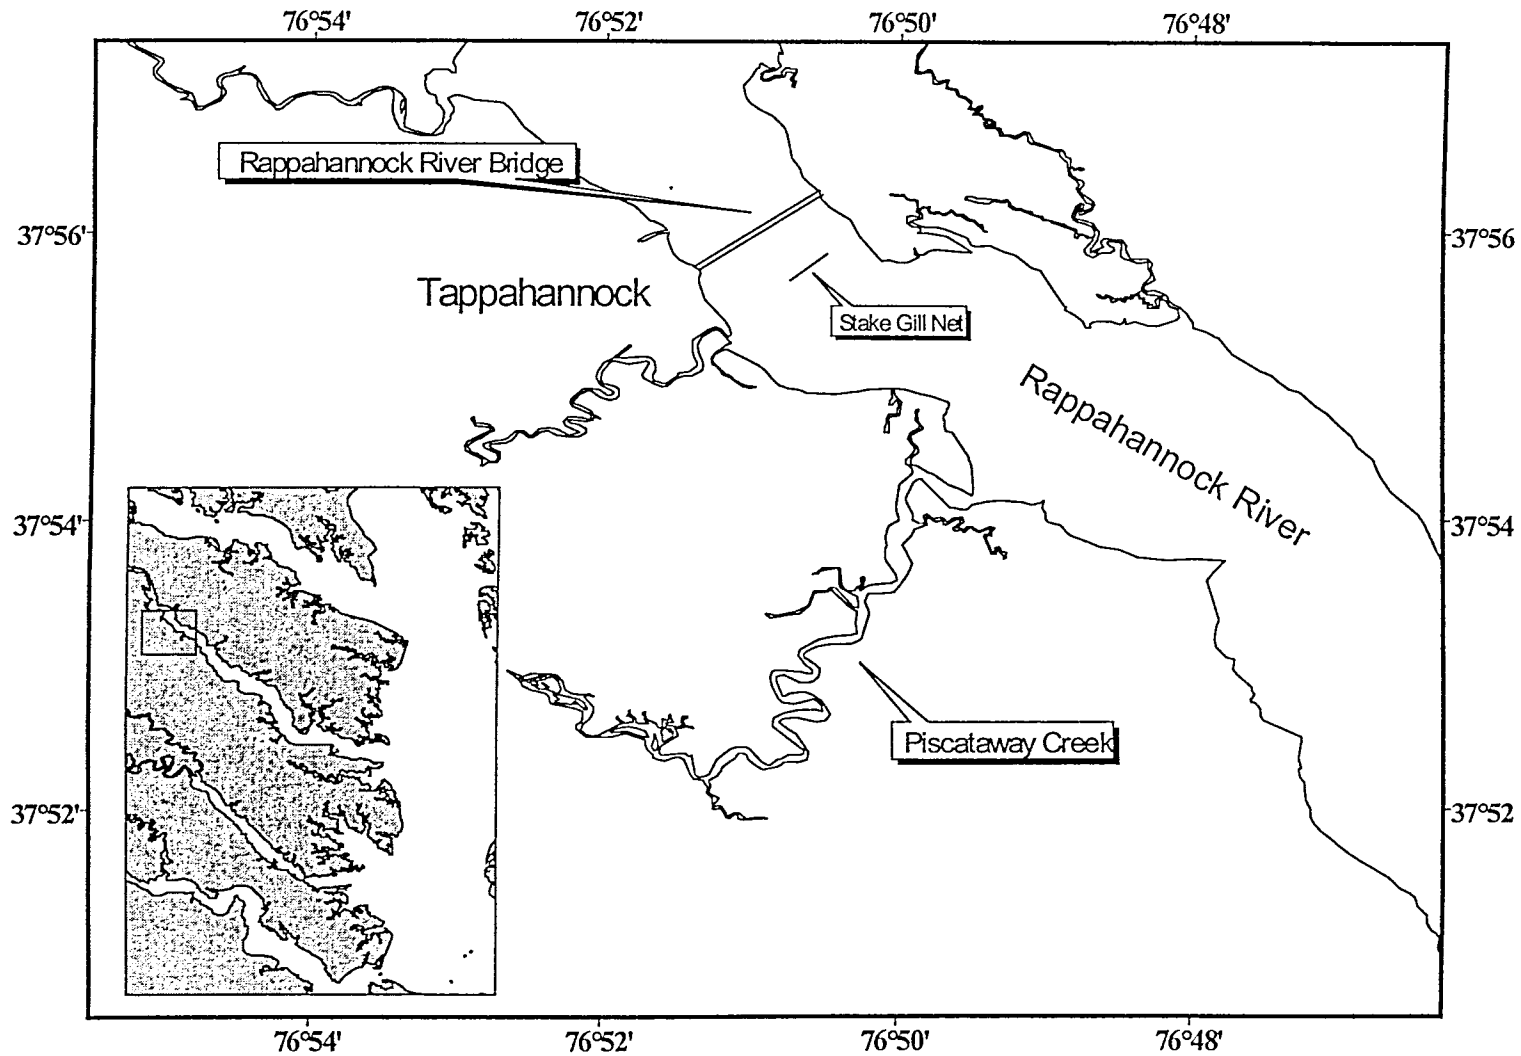 76°54'
76°52'
76°50'
76°48'
Rappahannock River Bridge
37°56'
37°56
Tappahannock
Stake Gill Net
Rappahannock River
37°54'
37°54
Piscataway Creek
37°52'
37°52
76°54'
76°52'
76°50'
76°48'